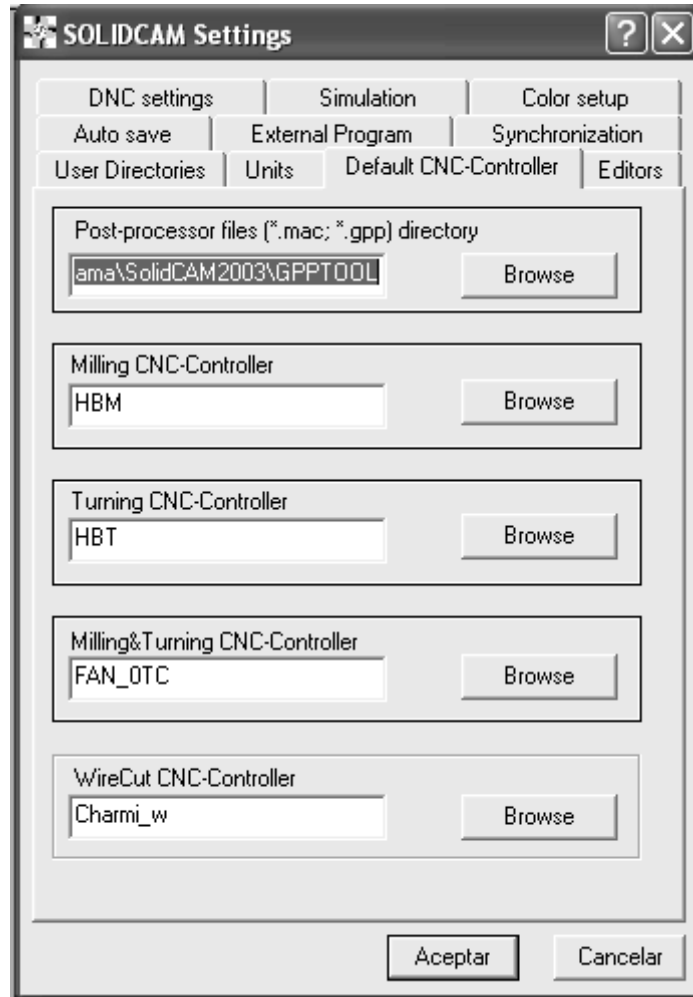 SOLIDCAM Settings
DNC settings
Simulation
Color setup
Auto save
External Program
Synchronization
User Directories
Units
Default CNC-Controller
Editors
Post-processor files (*.mac; *.gpp) directory
ama\SolidCAM2003\GPPTOOL
Browse
Milling CNC-Controller
HBM
Browse
Turning CNC-Controller
HBT
Browse
Milling&Turning CNC-Controller
FAN_0TC
Browse
WireCut CNC-Controller
Charmi_w
Browse
Aceptar
Cancelar